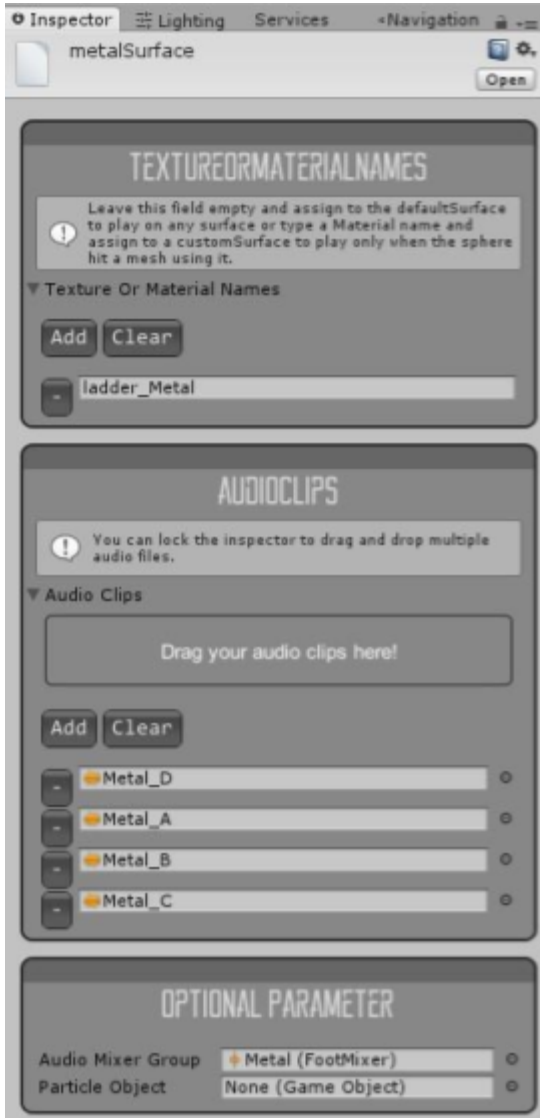 Inspector Lighting Services Navigation
metalSurface
Open
TEXTUREORMATERIALNAMES
Leave this field empty and assign to the defaultSurface
to play on any surface or type a Material name and
assign to a customSurface to play only when the sphere
hit a mesh using it.
Texture Or Material Names
Add Clear
- ladder_Metal
AUDIOCLIPS
You can lock the inspector to drag and drop multiple
audio files.
Audio Clips
Drag your audio clips here!
Add Clear
- Metal_D
- Metal_A
- Metal_B
- Metal_C
OPTIONAL PARAMETER
Audio Mixer Group Metal (FootMixer)
Particle Object None (Game Object)